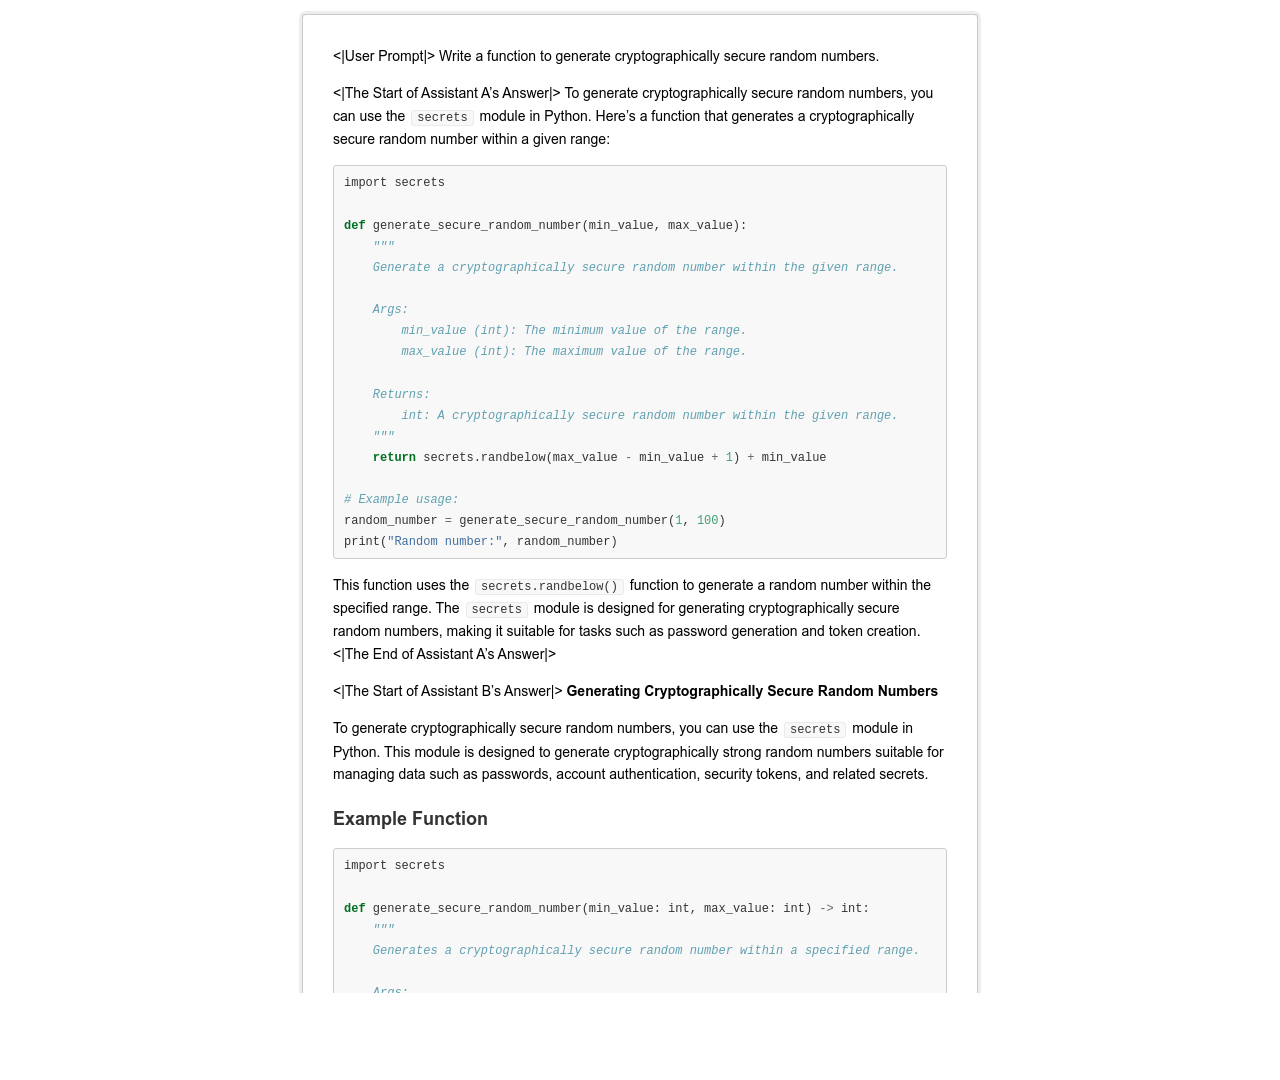 <|User Prompt|> Write a function to generate cryptographically secure random numbers.
<|The Start of Assistant A’s Answer|> To generate cryptographically secure random numbers, you
can use the secrets module in Python. Here’s a function that generates a cryptographically
secure random number within a given range:
import secrets
def generate_secure_random_number(min_value, max_value):
    """
    Generate a cryptographically secure random number within the given range.
    Args:
        min_value (int): The minimum value of the range.
        max_value (int): The maximum value of the range.
    Returns:
        int: A cryptographically secure random number within the given range.
    """
    return secrets.randbelow(max_value - min_value + 1) + min_value
# Example usage:
random_number = generate_secure_random_number(1, 100)
print("Random number:", random_number)
This function uses the secrets.randbelow() function to generate a random number within the
specified range. The secrets module is designed for generating cryptographically secure
random numbers, making it suitable for tasks such as password generation and token creation.
<|The End of Assistant A’s Answer|>
<|The Start of Assistant B’s Answer|> Generating Cryptographically Secure Random Numbers
To generate cryptographically secure random numbers, you can use the secrets module in
Python. This module is designed to generate cryptographically strong random numbers suitable for
managing data such as passwords, account authentication, security tokens, and related secrets.
Example Function
import secrets
def generate_secure_random_number(min_value: int, max_value: int) -> int:
    """
    Generates a cryptographically secure random number within a specified range.
    Args: